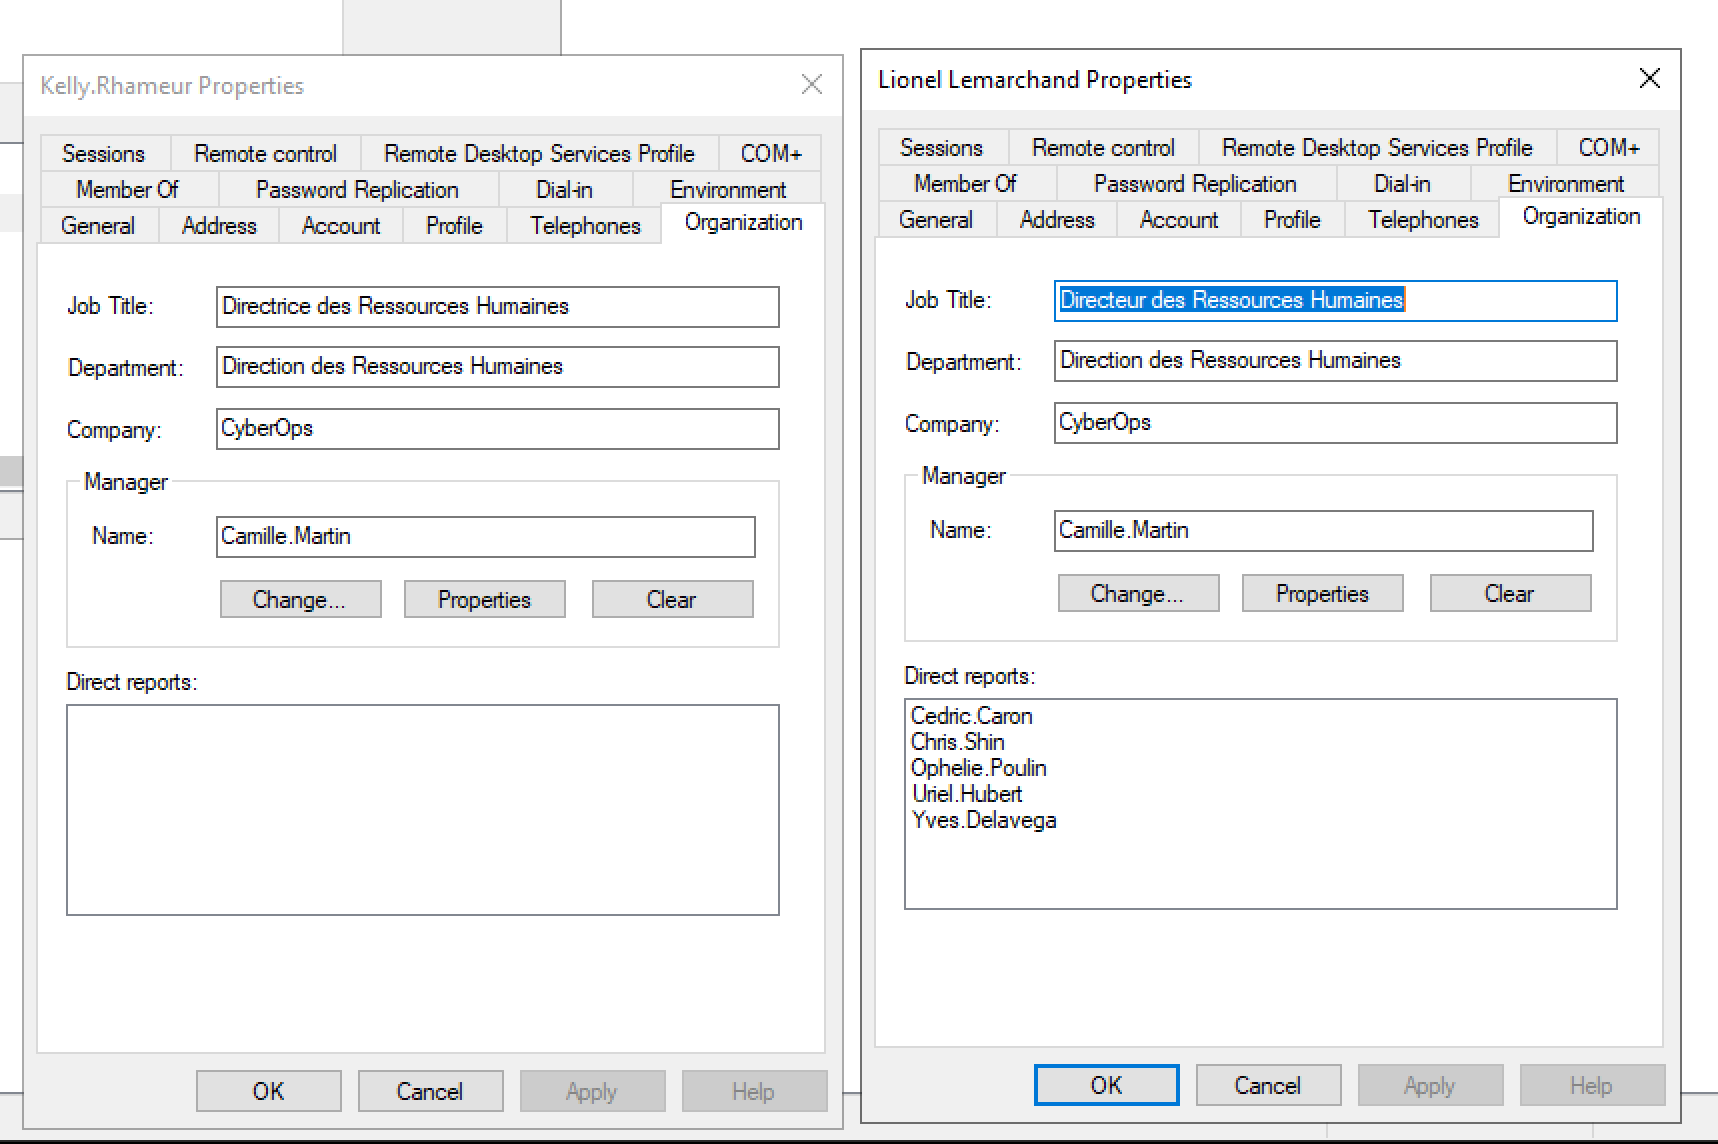 Kelly.Rhameur Properties
Sessions Remote control Remote Desktop Services Profile COM+
Member Of Password Replication Dial-in Environment
General Address Account Profile Telephones Organization
Job Title: Directrice des Ressources Humaines
Department: Direction des Ressources Humaines
Company: CyberOps
Manager
Name: Camille.Martin
Change... Properties Clear
Direct reports:
OK Cancel Apply Help
Lionel Lemarchand Properties
Sessions Remote control Remote Desktop Services Profile COM+
Member Of Password Replication Dial-in Environment
General Address Account Profile Telephones Organization
Job Title: Directeur des Ressources Humaines
Department: Direction des Ressources Humaines
Company: CyberOps
Manager
Name: Camille.Martin
Change... Properties Clear
Direct reports:
Cedric.Caron
Chris.Shin
Ophelie.Poulin
Uriel.Hubert
Yves.Delavega
OK Cancel Apply Help